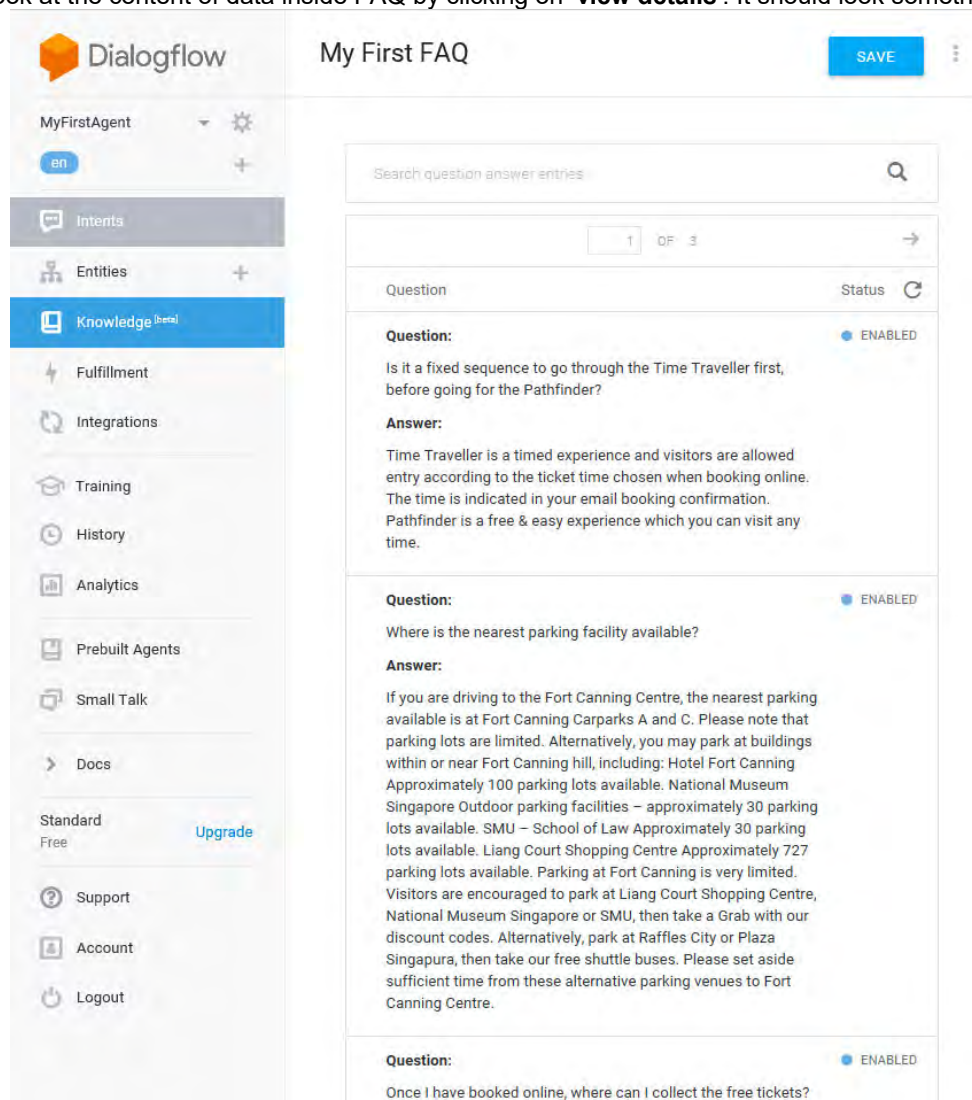 look at the content of data inside FAQ by clicking on 'view details'. It should look someth
Dialogflow
My First FAQ
SAVE
MyFirstAgent
en
Intents
Entities
Knowledge [beta]
Fulfillment
Integrations
Training
History
Analytics
Prebuilt Agents
Small Talk
Docs
Standard
Free
Upgrade
Support
Account
Logout
Search question answer entries
1 OF 3
Question Status
Question: ENABLED
Is it a fixed sequence to go through the Time Traveller first,
before going for the Pathfinder?
Answer:
Time Traveller is a timed experience and visitors are allowed
entry according to the ticket time chosen when booking online.
The time is indicated in your email booking confirmation.
Pathfinder is a free & easy experience which you can visit any
time.
Question: ENABLED
Where is the nearest parking facility available?
Answer:
If you are driving to the Fort Canning Centre, the nearest parking
available is at Fort Canning Carparks A and C. Please note that
parking lots are limited. Alternatively, you may park at buildings
within or near Fort Canning hill, including: Hotel Fort Canning
Approximately 100 parking lots available. National Museum
Singapore Outdoor parking facilities – approximately 30 parking
lots available. SMU – School of Law Approximately 30 parking
lots available. Liang Court Shopping Centre Approximately 727
parking lots available. Parking at Fort Canning is very limited.
Visitors are encouraged to park at Liang Court Shopping Centre,
National Museum Singapore or SMU, then take a Grab with our
discount codes. Alternatively, park at Raffles City or Plaza
Singapura, then take our free shuttle buses. Please set aside
sufficient time from these alternative parking venues to Fort
Canning Centre.
Question: ENABLED
Once I have booked online, where can I collect the free tickets?